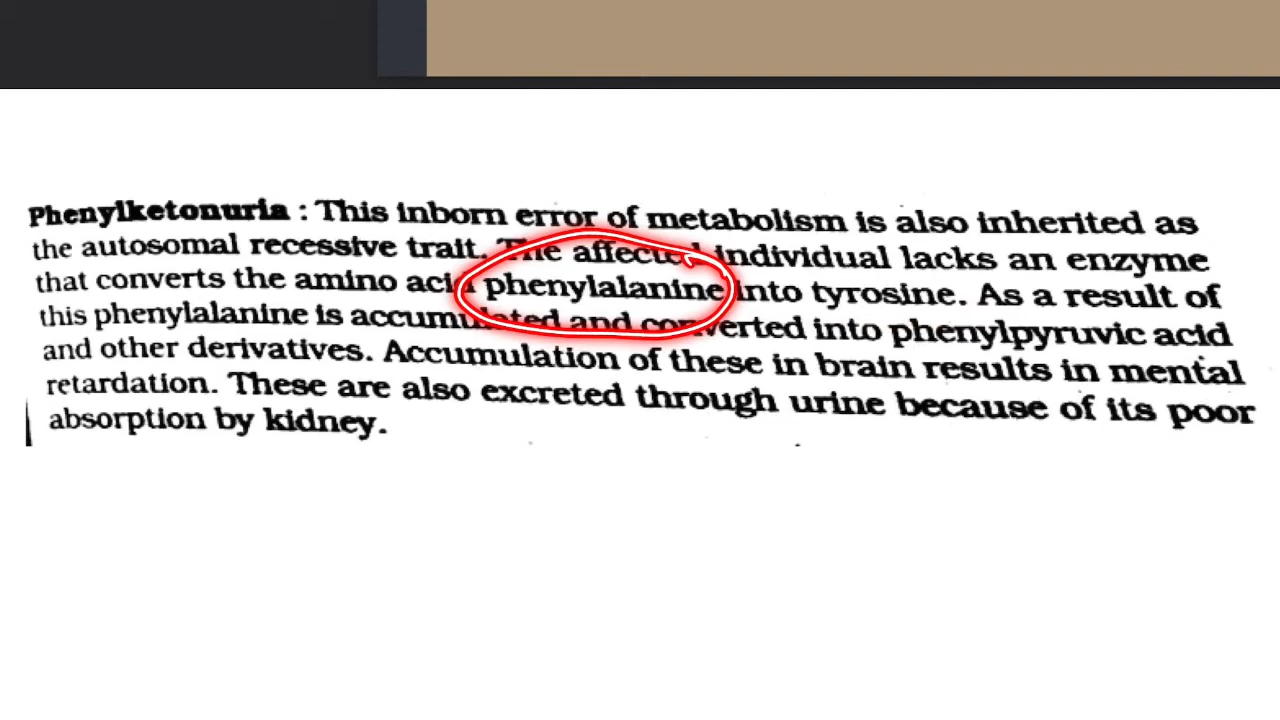 Phenylketonuria : This inborn error of metabolism is also inherited as
the autosomal recessive trait. The affected individual lacks an enzyme
that converts the amino acid phenylalanine into tyrosine. As a result of
this phenylalanine is accumulated and converted into phenylpyruvic acid
and other derivatives. Accumulation of these in brain results in mental
retardation. These are also excreted through urine because of its poor
absorption by kidney.